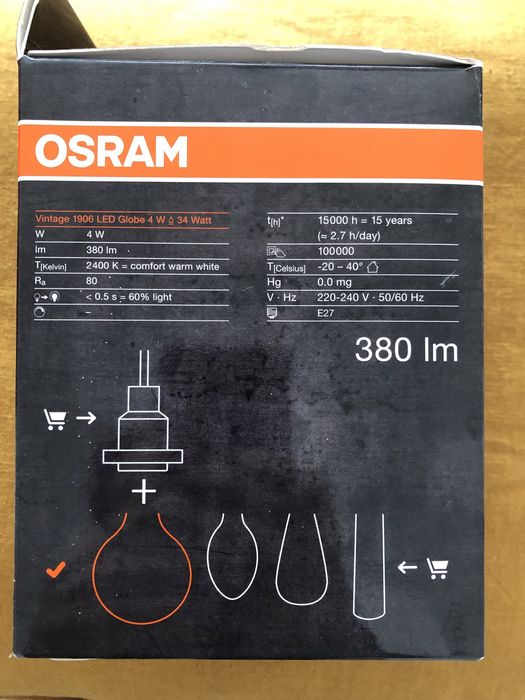 OSRAM
Vintage 1906 LED Globe 4 W ≙ 34 Watt
W 4 W
lm 380 lm
T[Kelvin] 2400 K = comfort warm white
Ra 80
< 0.5 s = 60% light
–
t[h]* 15000 h = 15 years
(≈ 2.7 h/day)
100000
T[Celsius] -20 – 40°
Hg 0.0 mg
V · Hz 220-240 V · 50/60 Hz
E27
380 lm